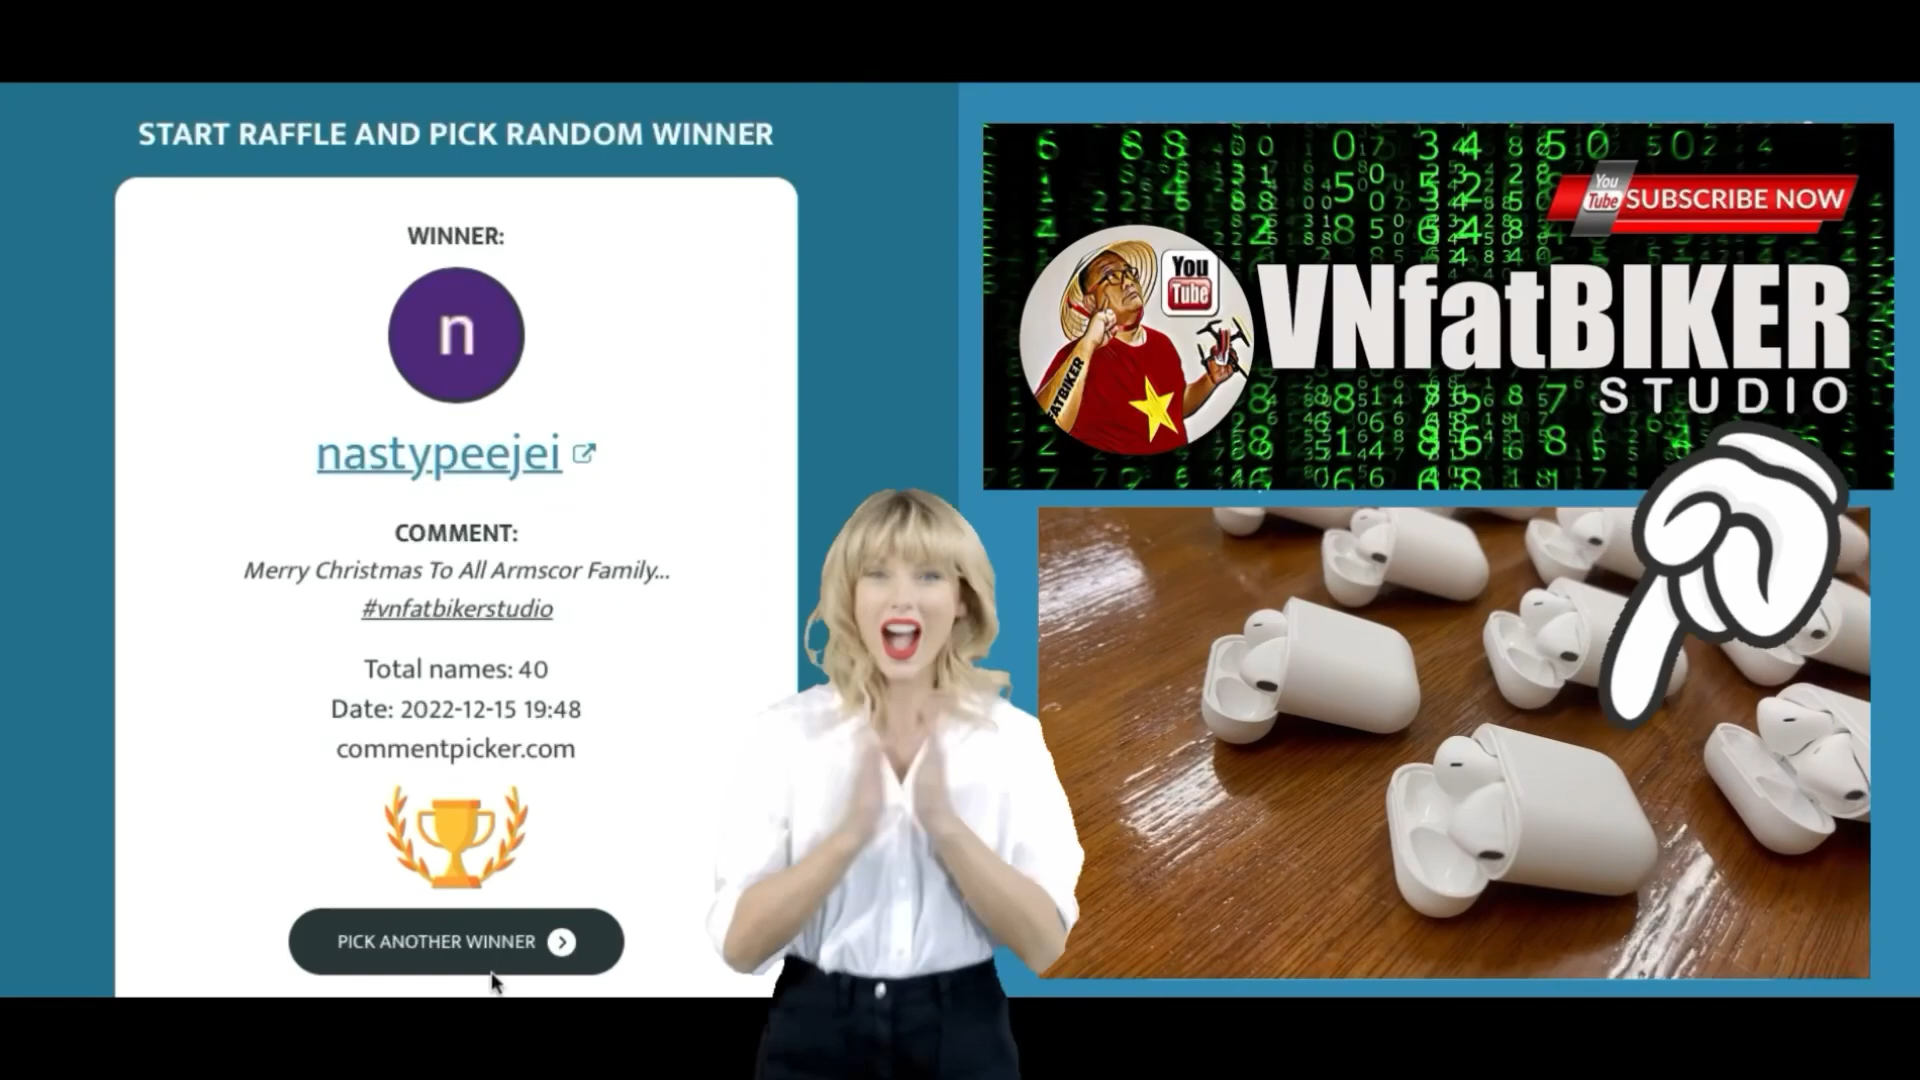 START RAFFLE AND PICK RANDOM WINNER
WINNER:
n
nastypeejei
COMMENT:
Merry Christmas To All Armscor Family...
#vnfatbikerstudio
Total names: 40
Date: 2022-12-15 19:48
commentpicker.com
PICK ANOTHER WINNER
You
Tube
SUBSCRIBE NOW
You
Tube
VNfatBIKER
STUDIO
FATBIKER